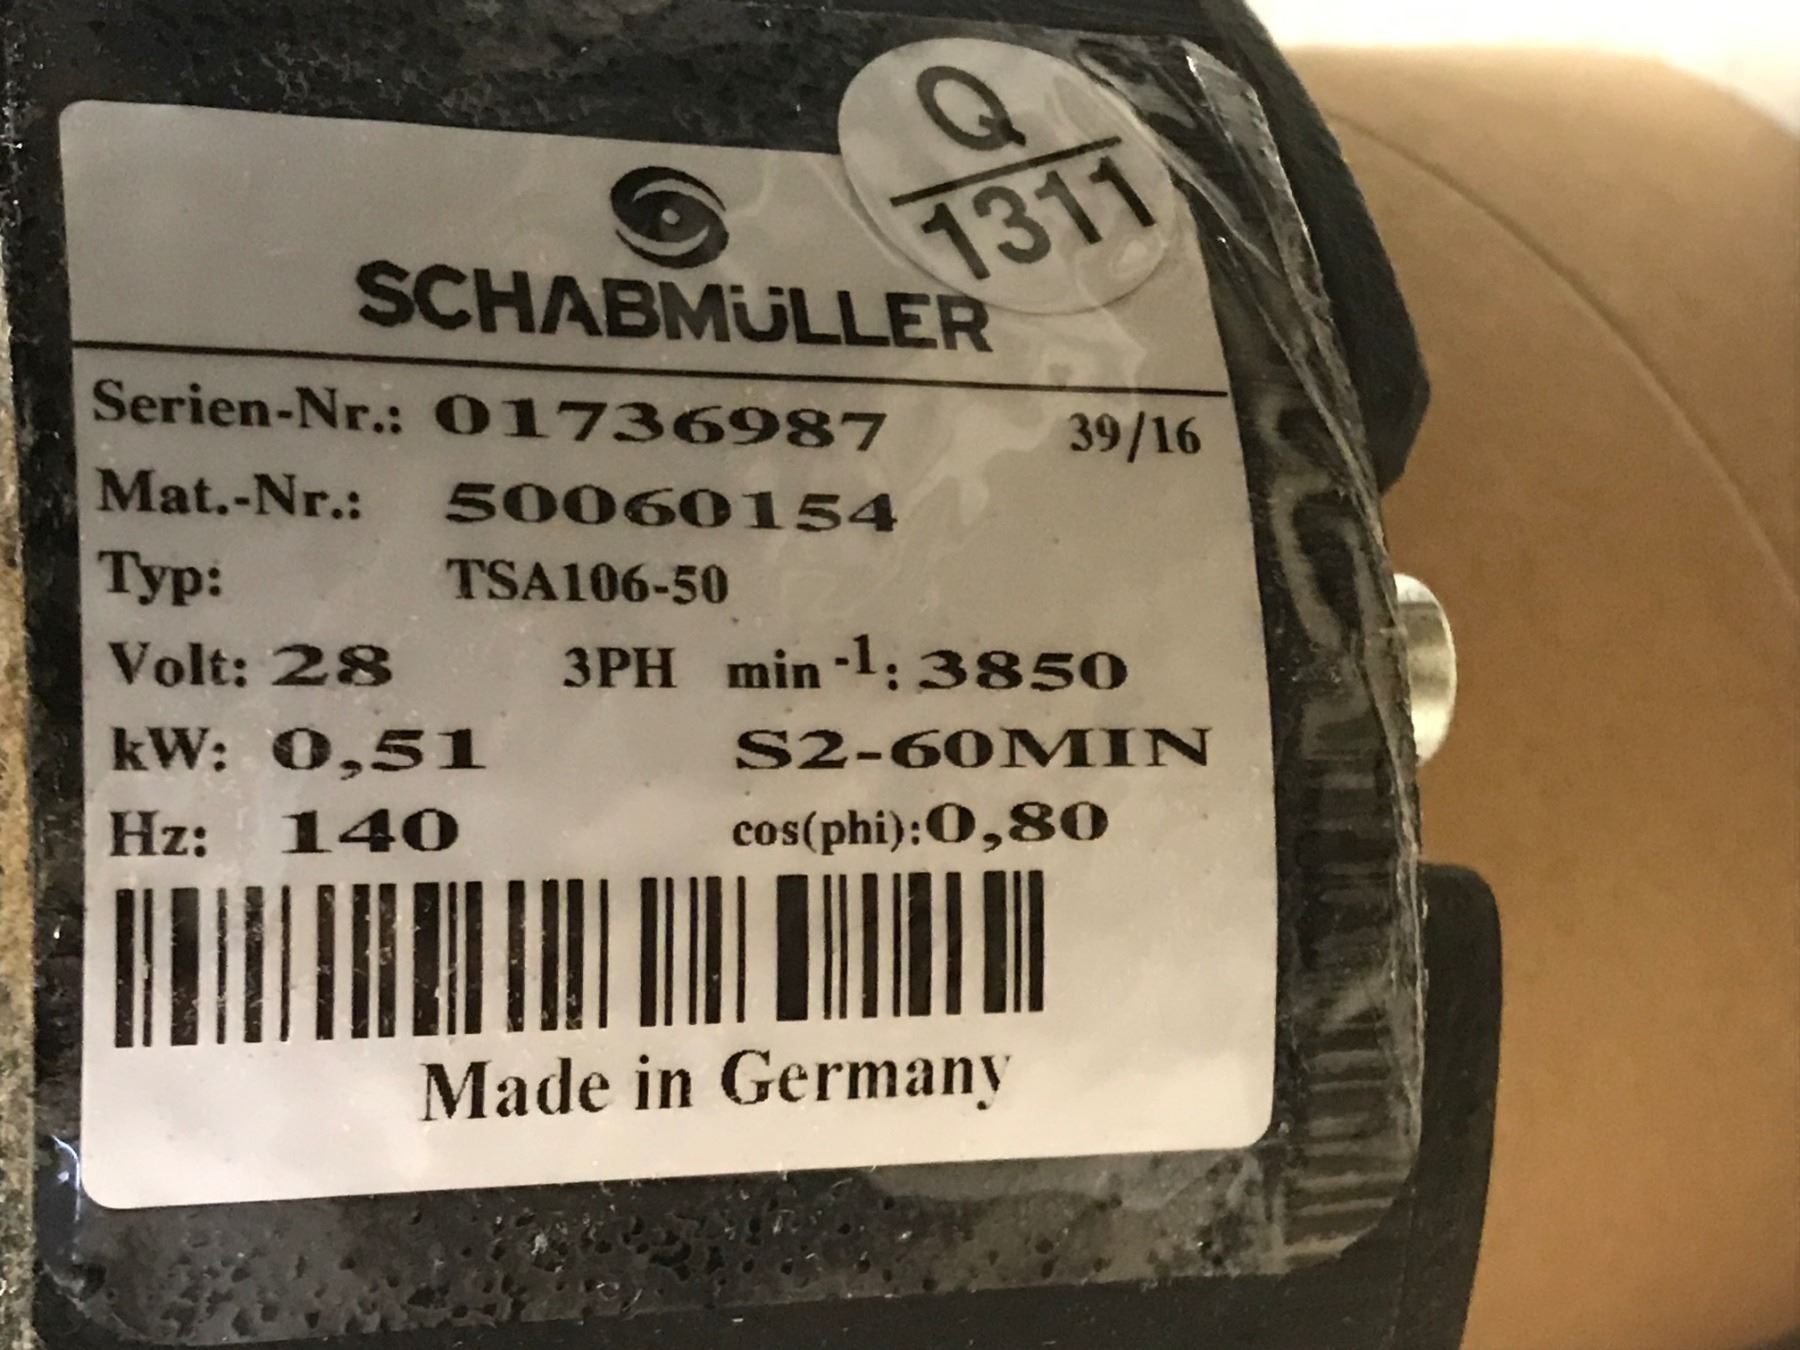 Q
1311
SCHABMÜLLER
Serien-Nr.: 01736987 39/16
Mat.-Nr.: 50060154
Typ: TSA106-50
Volt: 28 3PH min-1: 3850
kW: 0,51 S2-60MIN
Hz: 140 cos(phi):0,80
Made in Germany